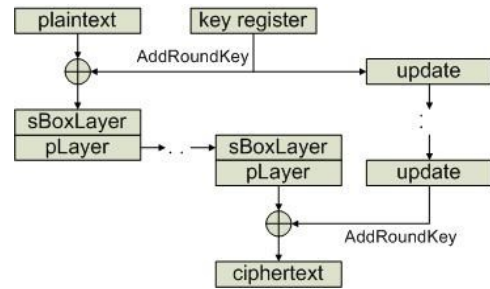 plaintext
key register
AddRoundKey
update
sBoxLayer
pLayer
. .
sBoxLayer
pLayer
:
update
AddRoundKey
ciphertext